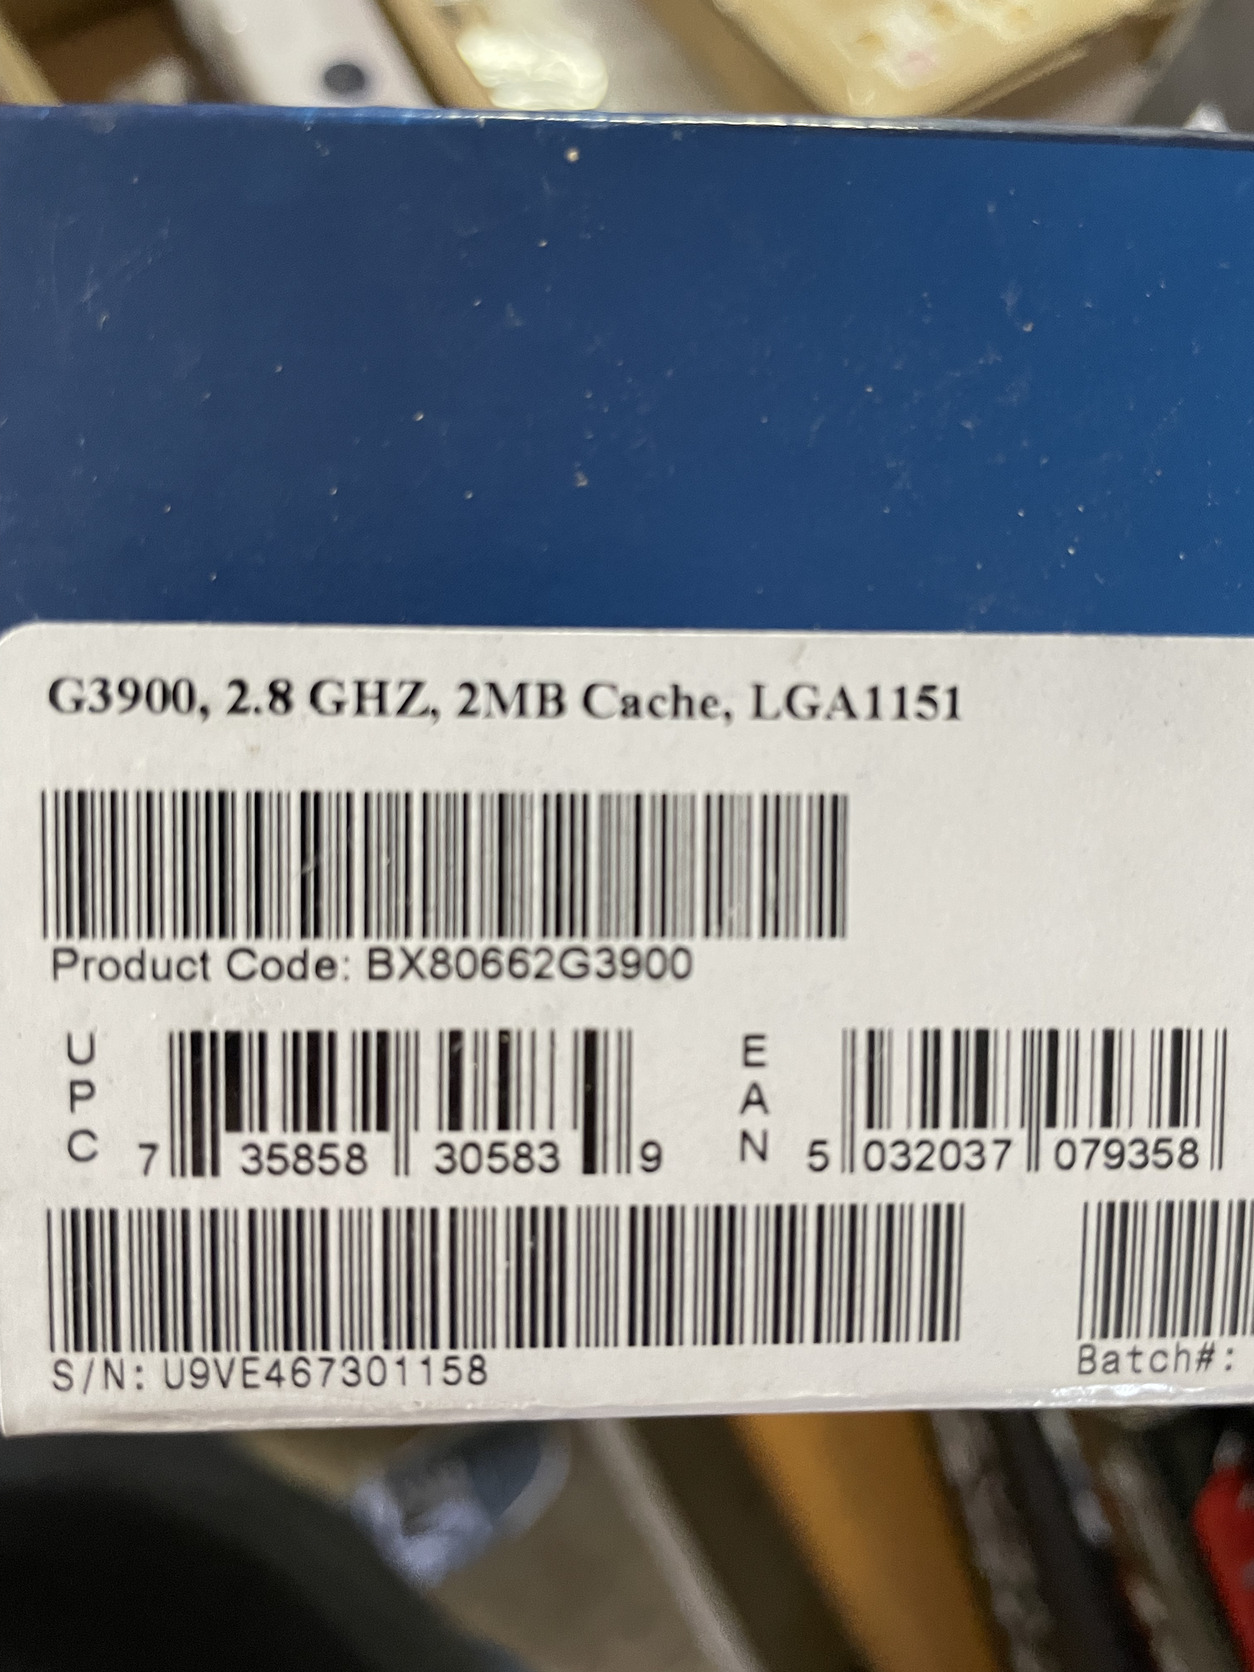 G3900, 2.8 GHZ, 2MB Cache, LGA1151
Product Code: BX80662G3900
UPC 7 35858 30583 9 EAN 5 032037 079358
S/N: U9VE467301158 Batch#: